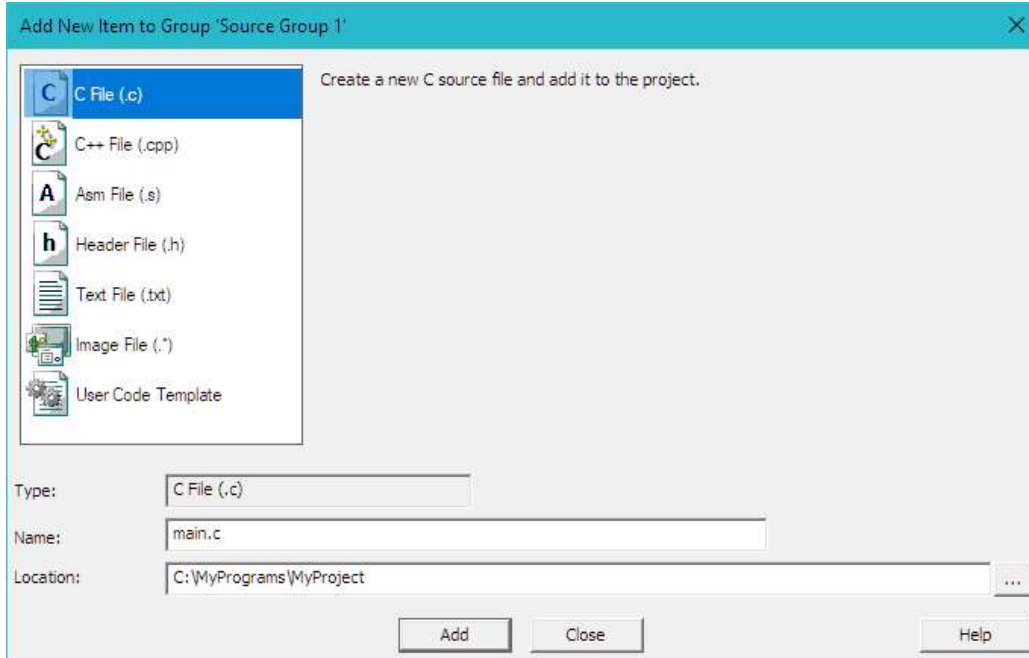 Add New Item to Group 'Source Group 1'
C
C File (.c)
Create a new C source file and add it to the project.
C
C++ File (.cpp)
A
Asm File (.s)
h
Header File (.h)
Text File (.txt)
Image File (.*)
User Code Template
Type:
C File (.c)
Name:
main.c
Location:
C:\MyPrograms\MyProject
...
Add
Close
Help